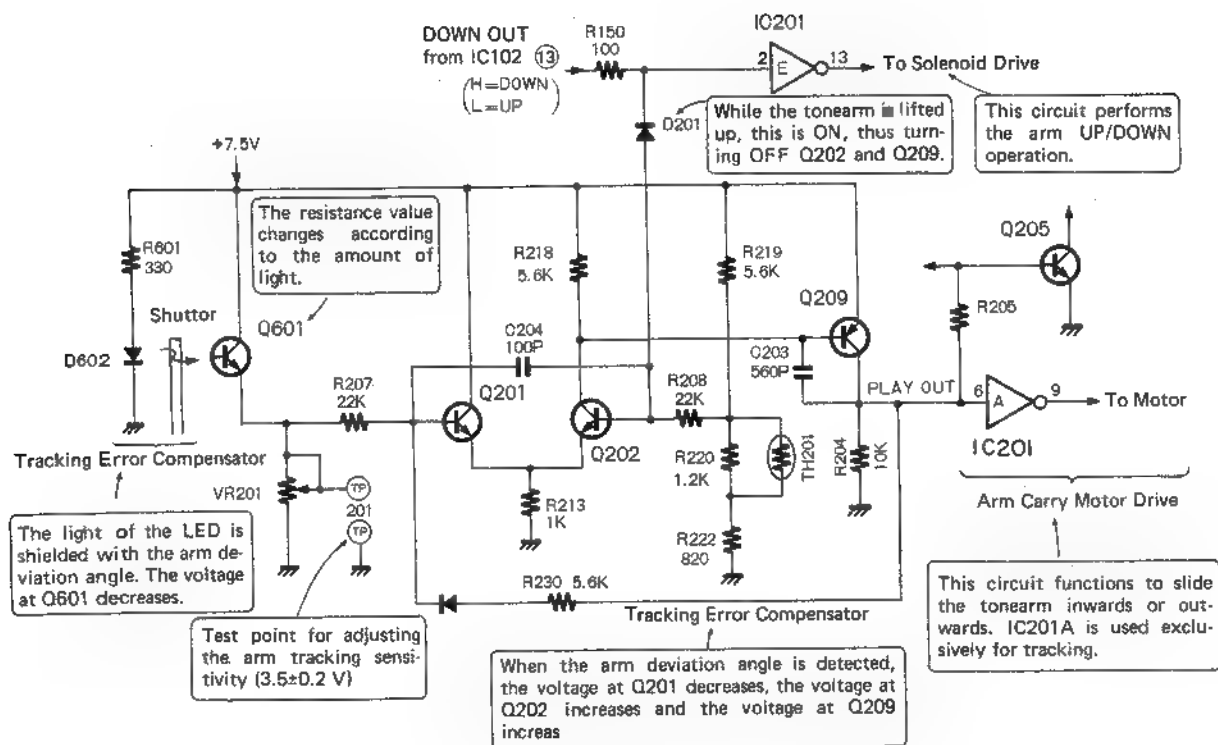 DOWN OUT
from IC102 ⑬
(H=DOWN
L=UP)
R150
100
IC201
2
E
13
To Solenoid Drive
D201
While the tonearm is lifted
up, this is ON, thus turn-
ing OFF Q202 and Q209.
This circuit performs
the arm UP/DOWN
operation.
+7.5V
The resistance value
changes according
to the amount of
light.
R601
330
Shuttor
Q601
D602
R218
5.6K
R219
5.6K
Q205
R205
Q209
C204
100P
C203
560P
R207
22K
Q201
Q202
R208
22K
PLAY OUT
6
A
9
To Motor
IC201
Tracking Error Compensator
VR201
TP
201
TP
R213
1K
R220
1.2K
TH201
R204
10K
R222
820
Arm Carry Motor Drive
The light of the LED is
shielded with the arm de-
viation angle. The voltage
at Q601 decreases.
R230 5.6K
Tracking Error Compensator
This circuit functions to slide
the tonearm inwards or out-
wards. IC201A is used exclu-
sively for tracking.
Test point for adjusting
the arm tracking sensi-
tivity (3.5±0.2 V)
When the arm deviation angle is detected,
the voltage at Q201 decreases, the voltage at
Q202 increases and the voltage at Q209
increas